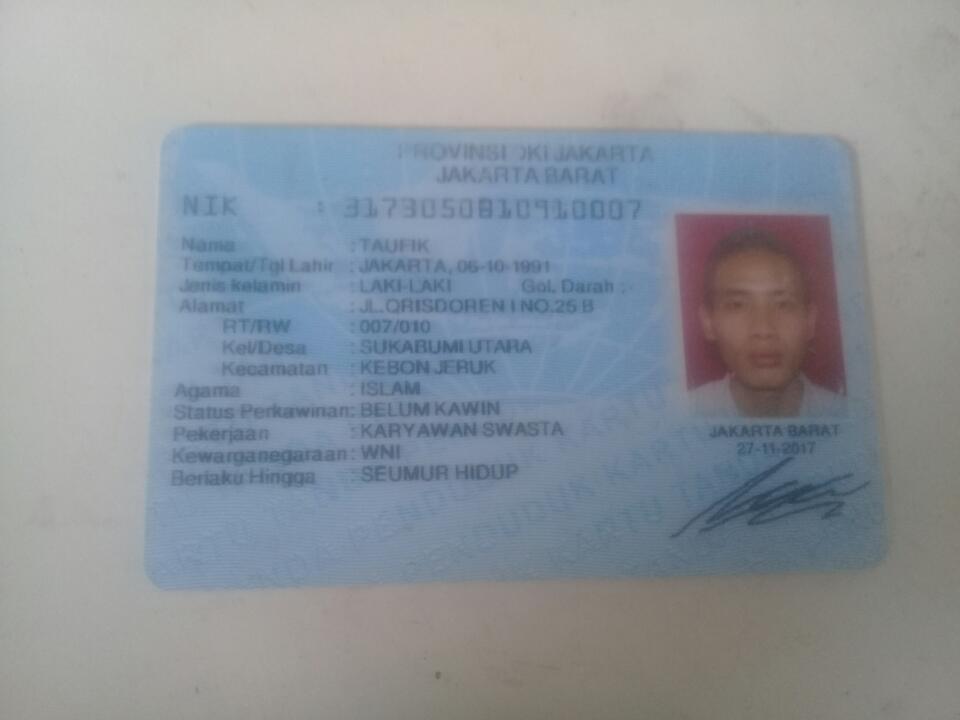 PROVINSI DKI JAKARTA
JAKARTA BARAT
NIK : 3173050810910007
Nama : TAUFIK
Tempat/Tgl Lahir : JAKARTA, 06-10-1991
Jenis kelamin : LAKI-LAKI Gol. Darah : -
Alamat : JL.QRISDOREN I NO.25 B
RT/RW : 007/010
Kel/Desa : SUKABUMI UTARA
Kecamatan : KEBON JERUK
Agama : ISLAM
Status Perkawinan: BELUM KAWIN
Pekerjaan : KARYAWAN SWASTA
Kewarganegaraan: WNI
Berlaku Hingga : SEUMUR HIDUP
JAKARTA BARAT
27-11-2017